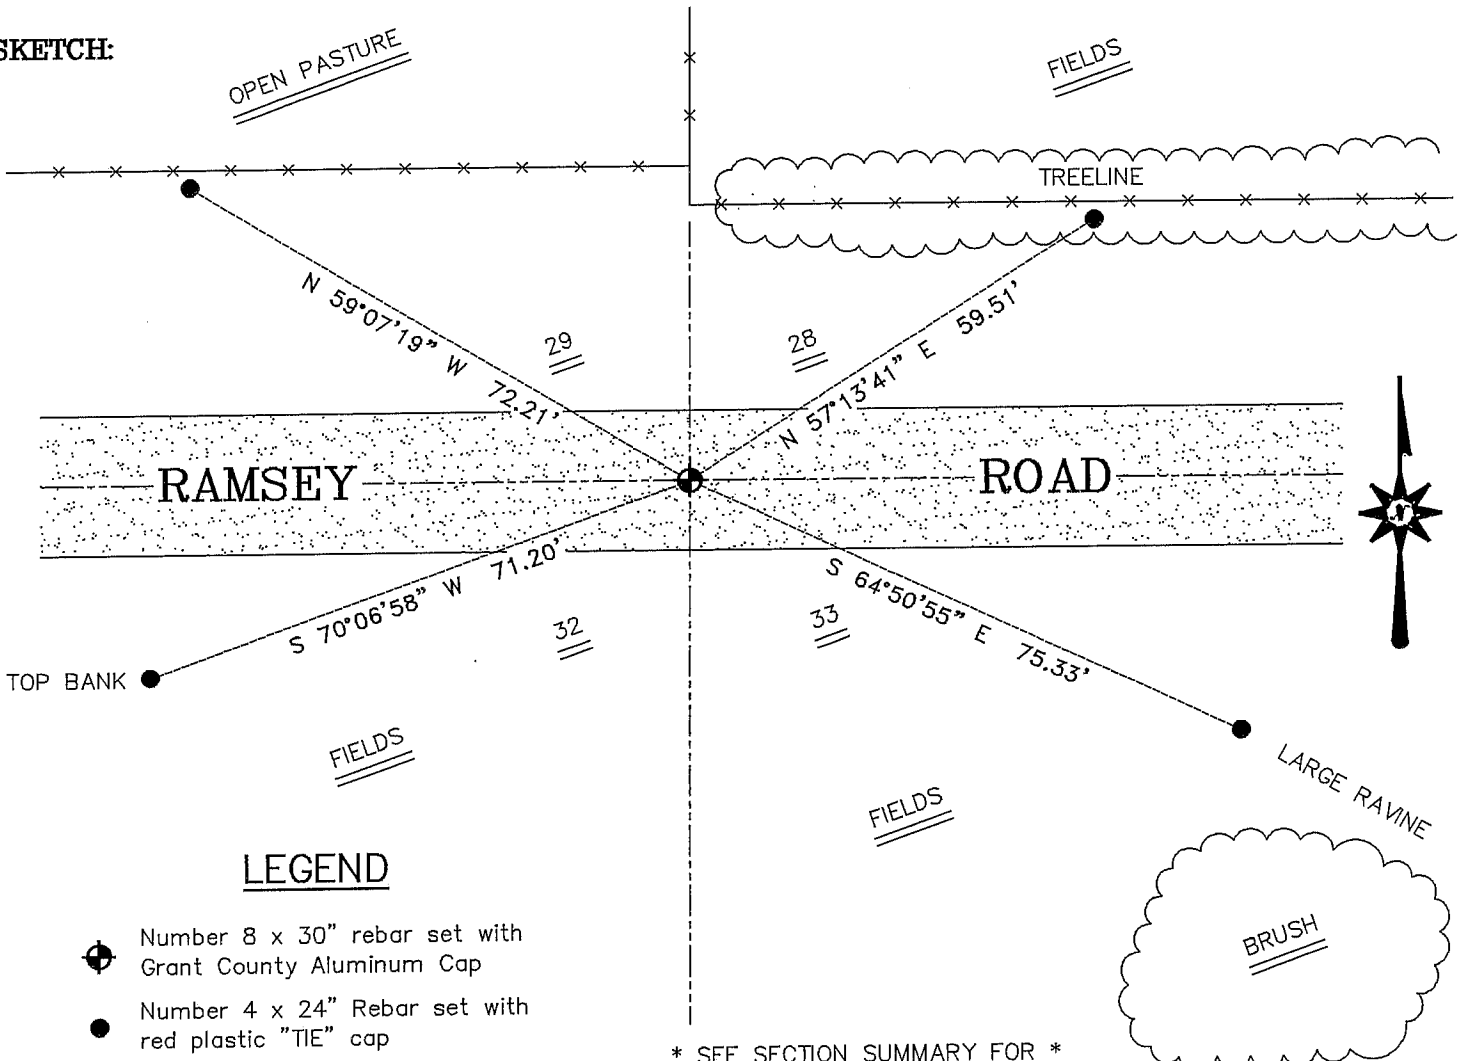 SKETCH:
OPEN PASTURE
FIELDS
TREELINE
N 59°07'19" W 72.21'
29
28
N 57°13'41" E 59.51'
RAMSEY ROAD
N
S 70°06'58" W 71.20'
S 64°50'55" E 75.33'
32
33
TOP BANK
FIELDS
LARGE RAVINE
FIELDS
LEGEND
BRUSH
Number 8 x 30" rebar set with
Grant County Aluminum Cap
Number 4 x 24" Rebar set with
red plastic "TIE" cap
* SEE SECTION SUMMARY FOR *